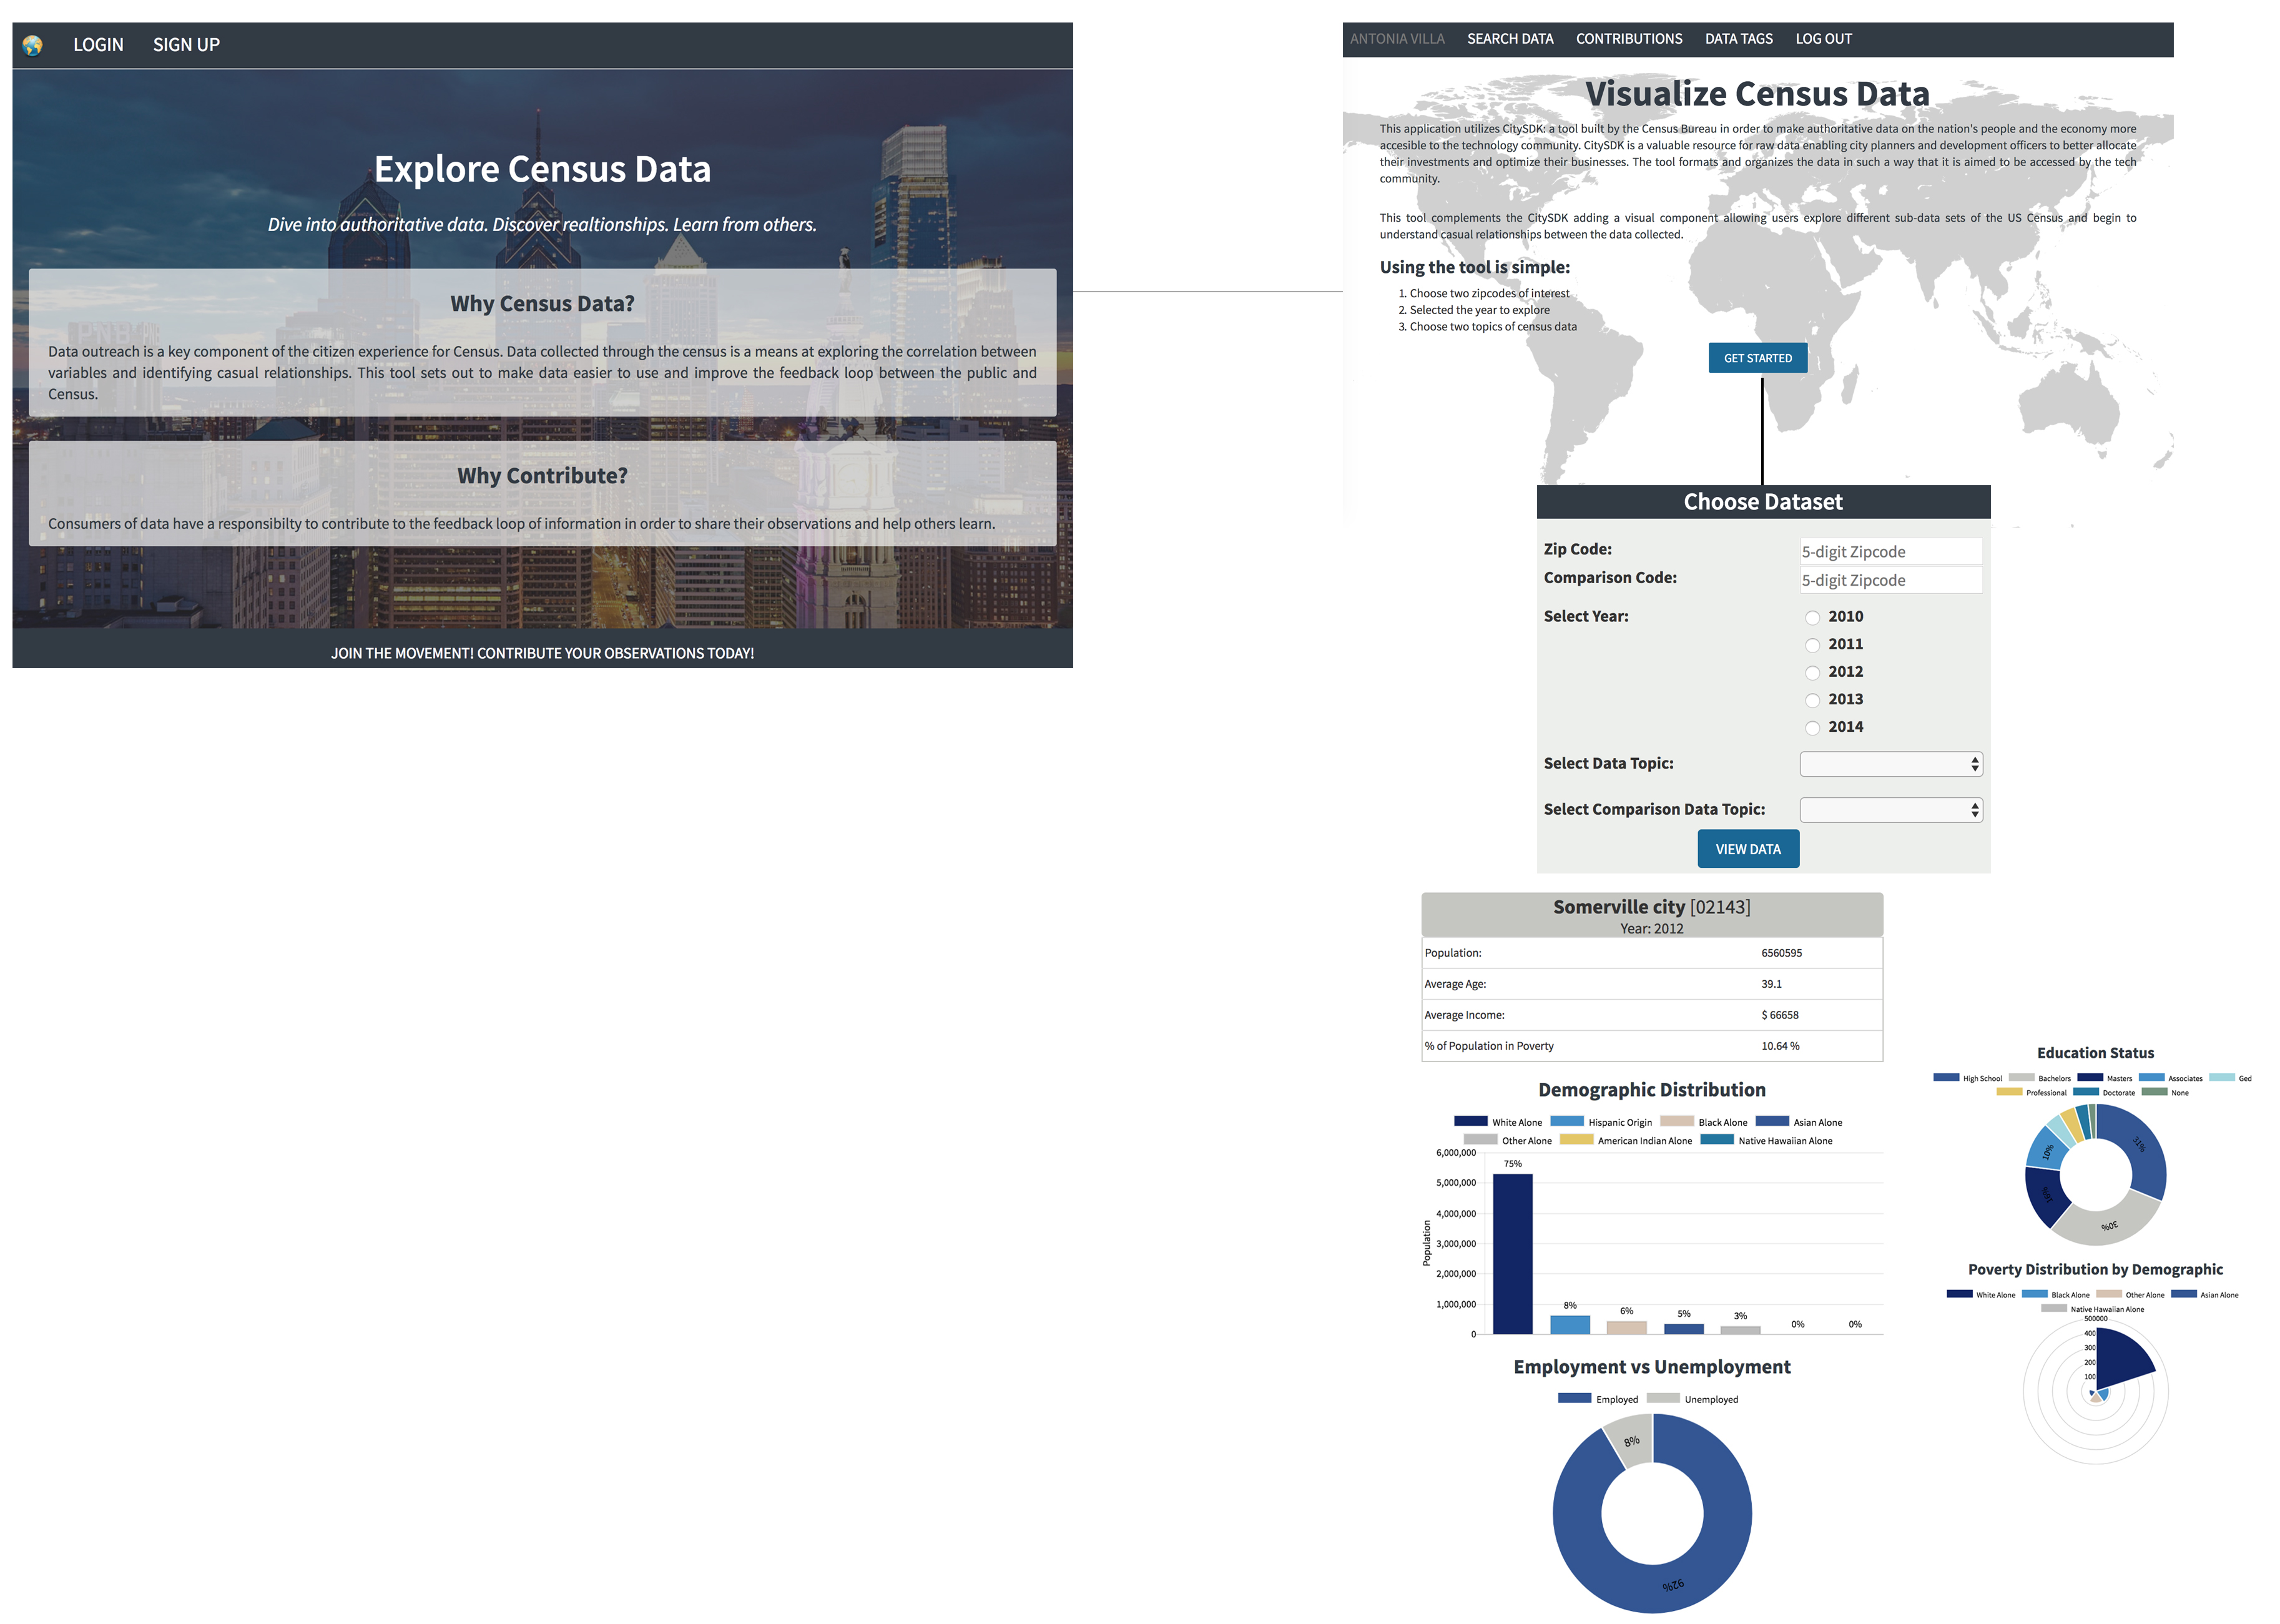 LOGIN SIGN UP
Explore Census Data
Dive into authoritative data. Discover realtionships. Learn from others.
Why Census Data?
Data outreach is a key component of the citizen experience for Census. Data collected through the census is a means at exploring the correlation between
variables and identifying casual relationships. This tool sets out to make data easier to use and improve the feedback loop between the public and
Census.
Why Contribute?
Consumers of data have a responsibilty to contribute to the feedback loop of information in order to share their observations and help others learn.
JOIN THE MOVEMENT! CONTRIBUTE YOUR OBSERVATIONS TODAY!
ANTONIA VILLA SEARCH DATA CONTRIBUTIONS DATA TAGS LOG OUT
Visualize Census Data
This application utilizes CitySDK: a tool built by the Census Bureau in order to make authoritative data on the nation's people and the economy more
accesible to the technology community. CitySDK is a valuable resource for raw data enabling city planners and development officers to better allocate
their investments and optimize their businesses. The tool formats and organizes the data in such a way that it is aimed to be accessed by the tech
community.
This tool complements the CitySDK adding a visual component allowing users explore different sub-data sets of the US Census and begin to
understand casual relationships between the data collected.
Using the tool is simple:
1. Choose two zipcodes of interest
2. Selected the year to explore
3. Choose two topics of census data
GET STARTED
Choose Dataset
Zip Code: 5-digit Zipcode
Comparison Code: 5-digit Zipcode
Select Year: 2010
2011
2012
2013
2014
Select Data Topic:
Select Comparison Data Topic:
VIEW DATA
Somerville city [02143]
Year: 2012
Population: 6560595
Average Age: 39.1
Average Income: $ 66658
% of Population in Poverty 10.64 %
Demographic Distribution
White Alone Hispanic Origin Black Alone Asian Alone
Other Alone American Indian Alone Native Hawaiian Alone
Population
6,000,000
5,000,000
4,000,000
3,000,000
2,000,000
1,000,000
0
75%
8%
6%
5%
3%
0%
0%
Employment vs Unemployment
Employed Unemployed
8%
92%
Education Status
High School Bachelors Masters Associates Ged
Professional Doctorate None
31%
10%
16%
30%
Poverty Distribution by Demographic
White Alone Black Alone Other Alone Asian Alone
Native Hawaiian Alone
500000
400
300
200
100